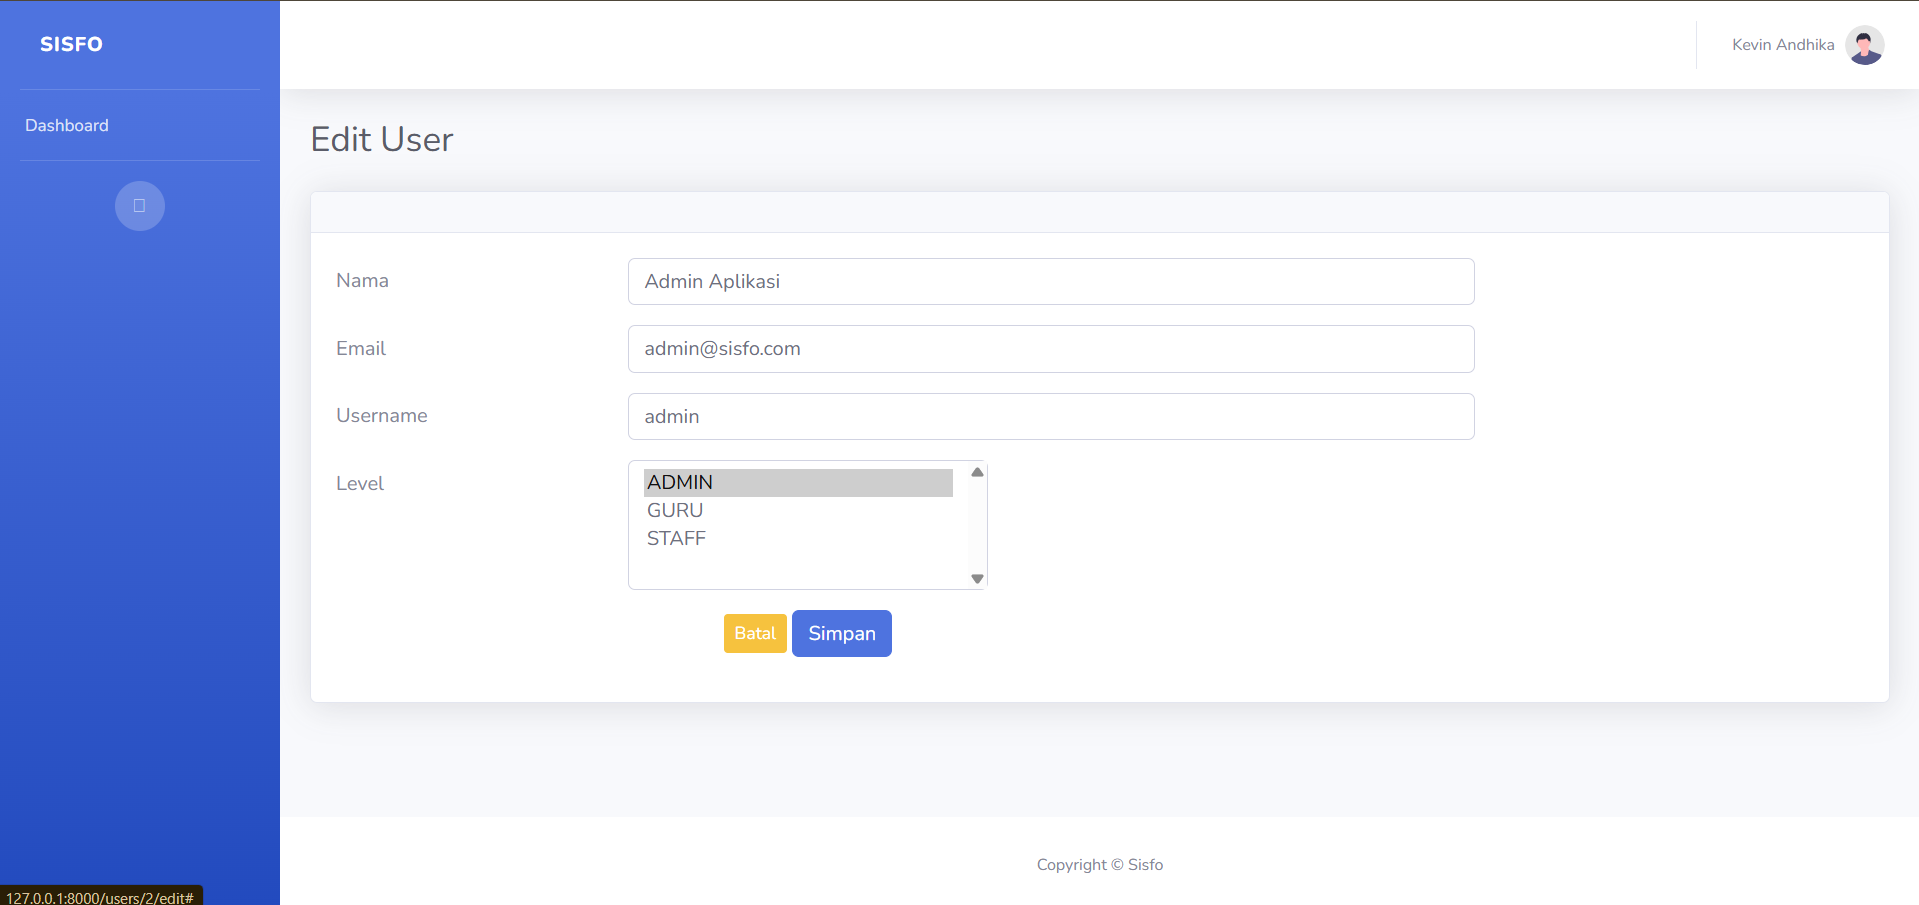 SISFO
Kevin Andhika
Dashboard
Edit User
Nama
Admin Aplikasi
Email
admin@sisfo.com
Username
admin
Level
ADMIN
GURU
STAFF
Batal
Simpan
Copyright © Sisfo
127.0.0.1:8000/users/2/edit#